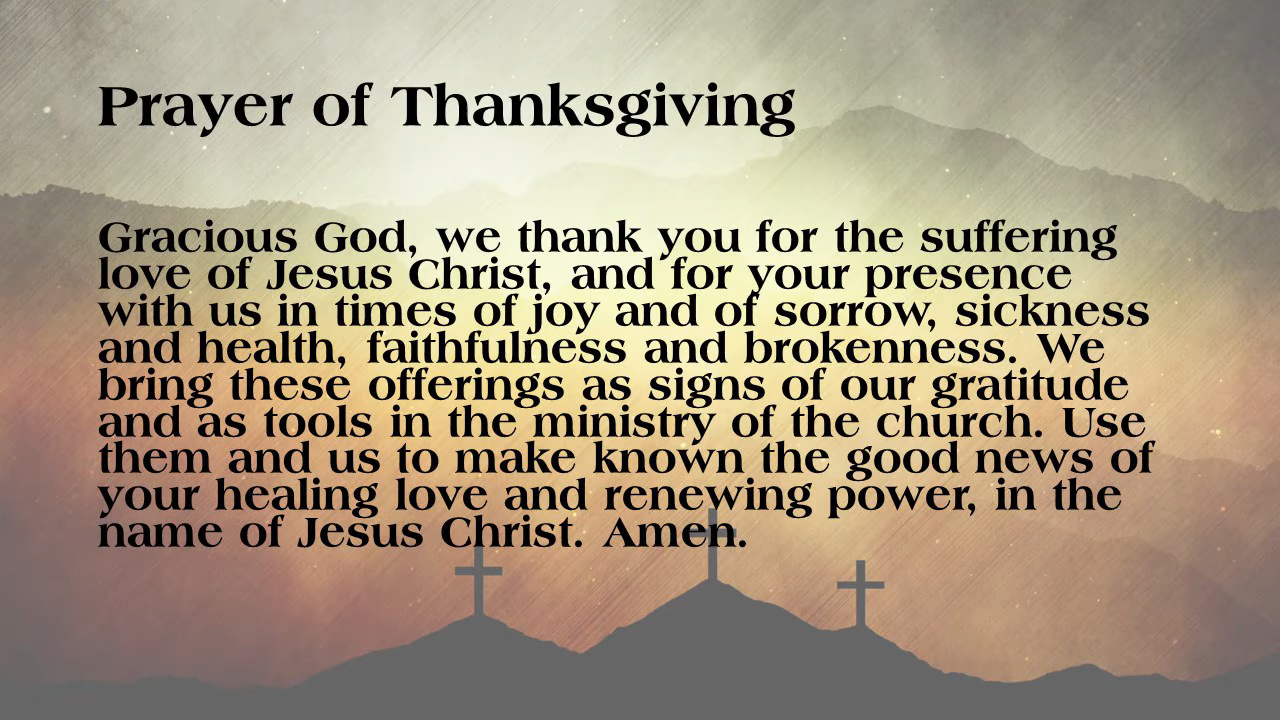 Prayer of Thanksgiving
Gracious God, we thank you for the suffering
love of Jesus Christ, and for your presence
with us in times of joy and of sorrow, sickness
and health, faithfulness and brokenness. We
bring these offerings as signs of our gratitude
and as tools in the ministry of the church. Use
them and us to make known the good news of
your healing love and renewing power, in the
name of Jesus Christ. Amen.